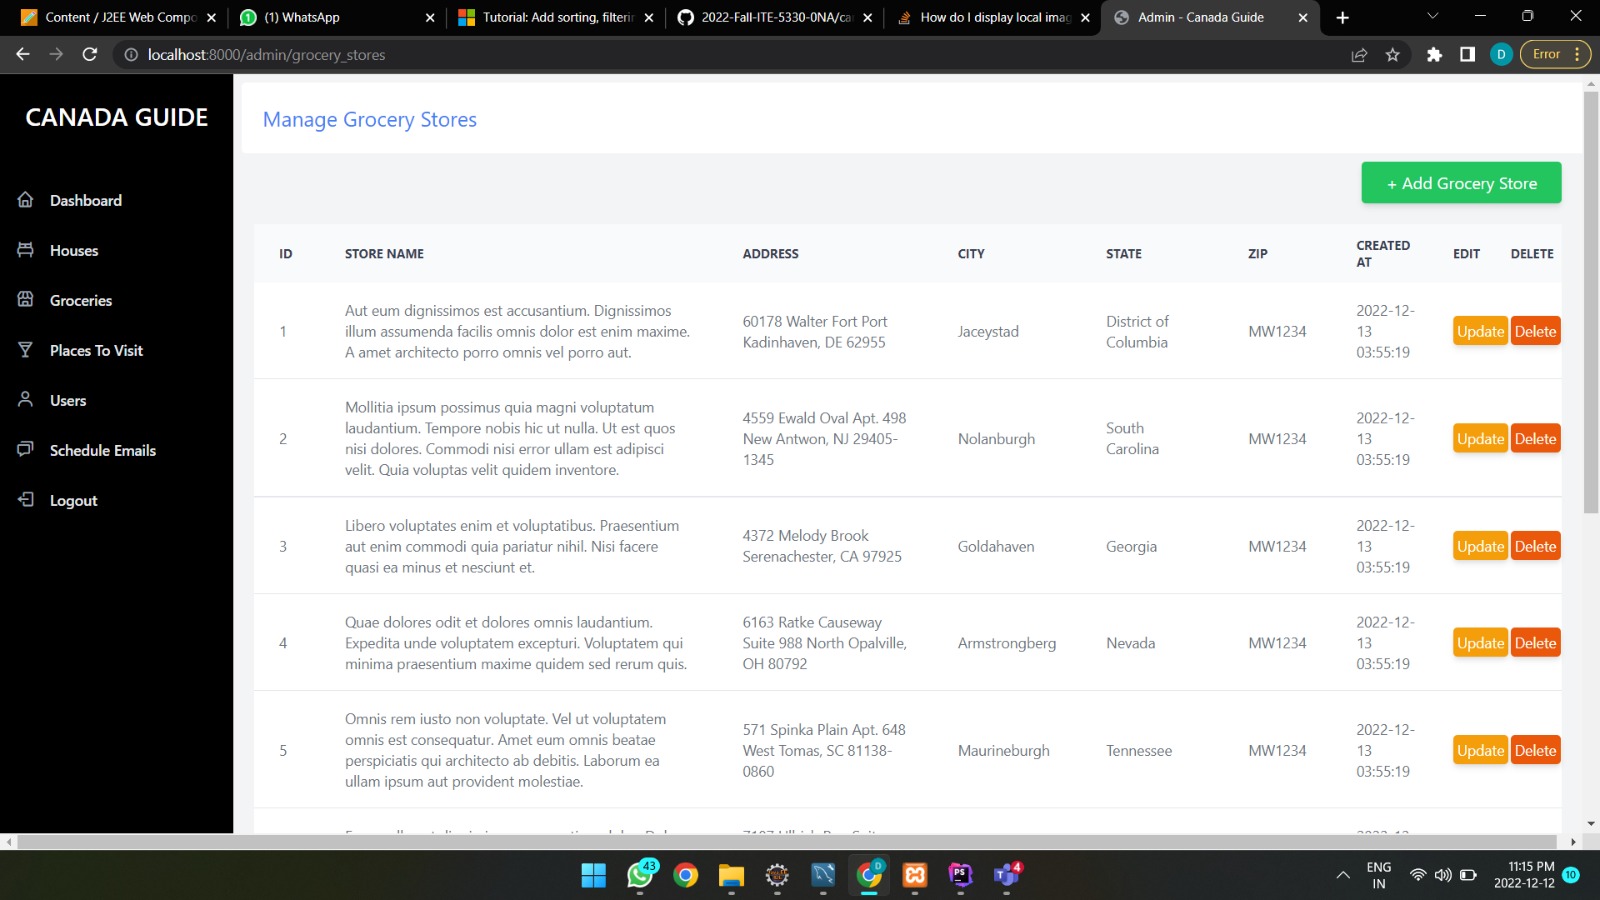 Content / J2EE Web Compo
(1) WhatsApp
Tutorial: Add sorting, filterin
2022-Fall-ITE-5330-0NA/ca
How do I display local imag
Admin - Canada Guide
localhost:8000/admin/grocery_stores
D
Error
CANADA GUIDE
Dashboard
Houses
Groceries
Places To Visit
Users
Schedule Emails
Logout
Manage Grocery Stores
+ Add Grocery Store
ID STORE NAME ADDRESS CITY STATE ZIP CREATED AT EDIT DELETE
1
Aut eum dignissimos est accusantium. Dignissimos
illum assumenda facilis omnis dolor est enim maxime.
A amet architecto porro omnis vel porro aut.
60178 Walter Fort Port
Kadinhaven, DE 62955
Jaceystad
District of
Columbia
MW1234
2022-12-
13
03:55:19
Update Delete
2
Mollitia ipsum possimus quia magni voluptatum
laudantium. Tempore nobis hic ut nulla. Ut est quos
nisi dolores. Commodi nisi error ullam est adipisci
velit. Quia voluptas velit quidem inventore.
4559 Ewald Oval Apt. 498
New Antwon, NJ 29405-
1345
Nolanburgh
South
Carolina
MW1234
2022-12-
13
03:55:19
Update Delete
3
Libero voluptates enim et voluptatibus. Praesentium
aut enim commodi quia pariatur nihil. Nisi facere
quasi ea minus et nesciunt et.
4372 Melody Brook
Serenachester, CA 97925
Goldahaven
Georgia
MW1234
2022-12-
13
03:55:19
Update Delete
4
Quae dolores odit et dolores omnis laudantium.
Expedita unde voluptatem excepturi. Voluptatem qui
minima praesentium maxime quidem sed rerum quis.
6163 Ratke Causeway
Suite 988 North Opalville,
OH 80792
Armstrongberg
Nevada
MW1234
2022-12-
13
03:55:19
Update Delete
5
Omnis rem iusto non voluptate. Vel ut voluptatem
omnis est consequatur. Amet eum omnis beatae
perspiciatis qui architecto ab debitis. Laborum ea
ullam ipsum aut provident molestiae.
571 Spinka Plain Apt. 648
West Tomas, SC 81138-
0860
Maurineburgh
Tennessee
MW1234
2022-12-
13
03:55:19
Update Delete
43
D
PS
T
4
ENG
IN
11:15 PM
2022-12-12
10